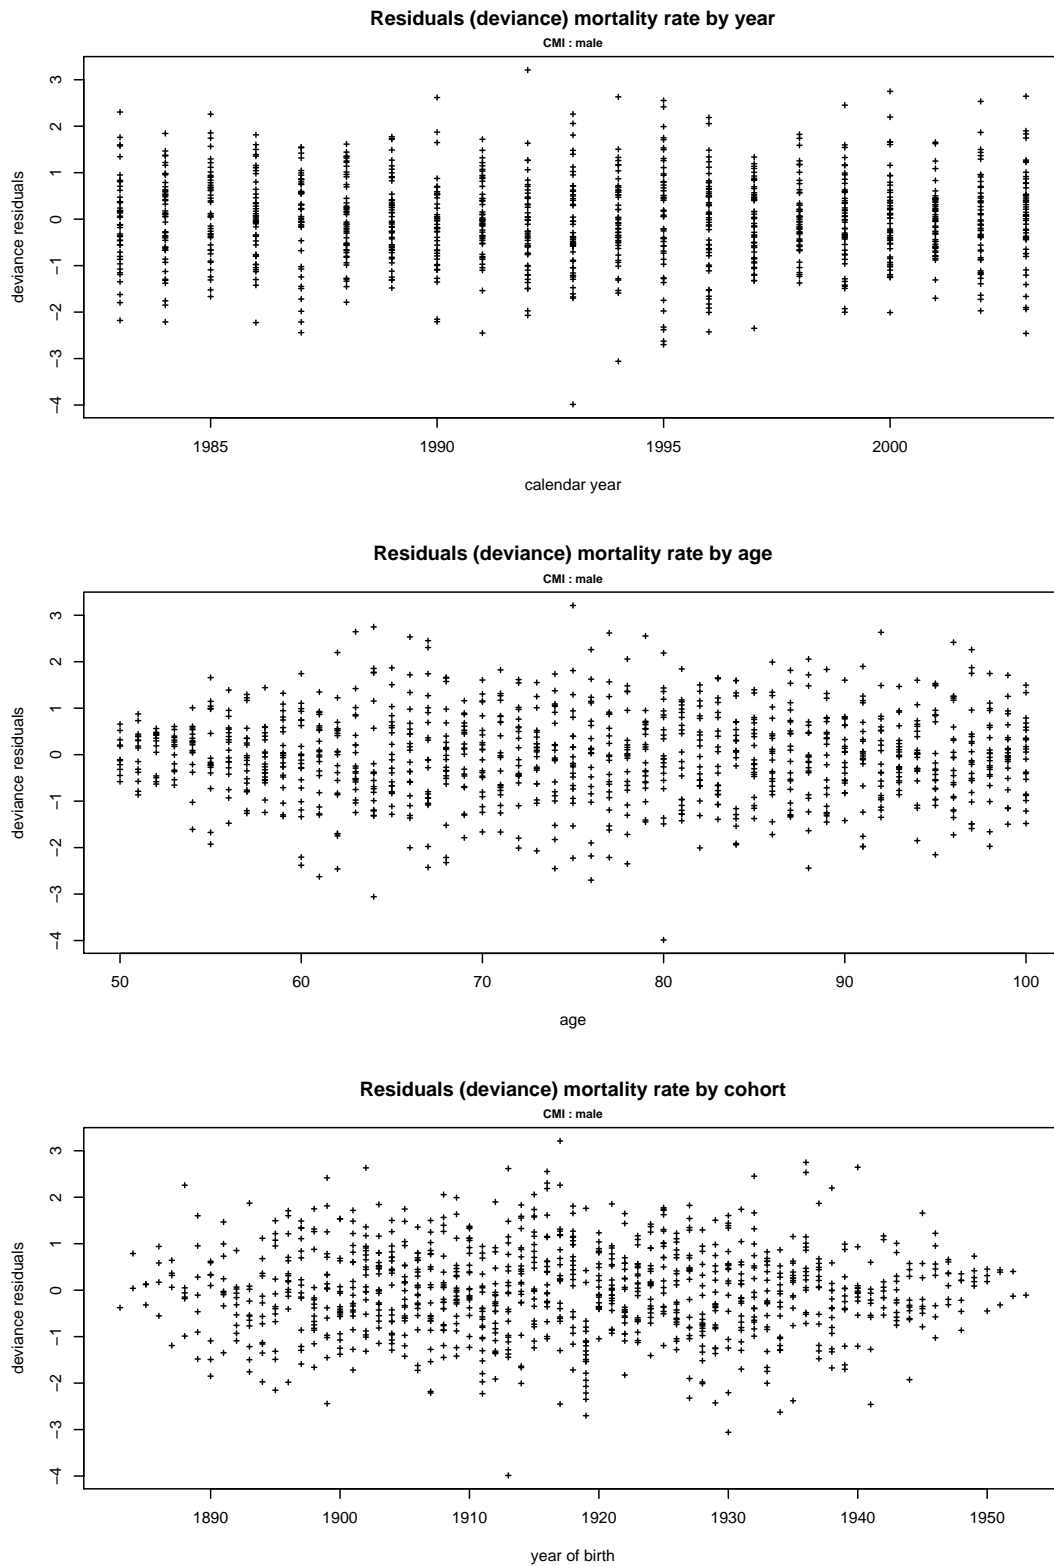 Residuals (deviance) mortality rate by year
CMI : male
deviance residuals
3
2
1
0
−1
−2
−3
−4
1985 1990 1995 2000
calendar year
Residuals (deviance) mortality rate by age
CMI : male
deviance residuals
3
2
1
0
−1
−2
−3
−4
50 60 70 80 90 100
age
Residuals (deviance) mortality rate by cohort
CMI : male
deviance residuals
3
2
1
0
−1
−2
−3
−4
1890 1900 1910 1920 1930 1940 1950
year of birth